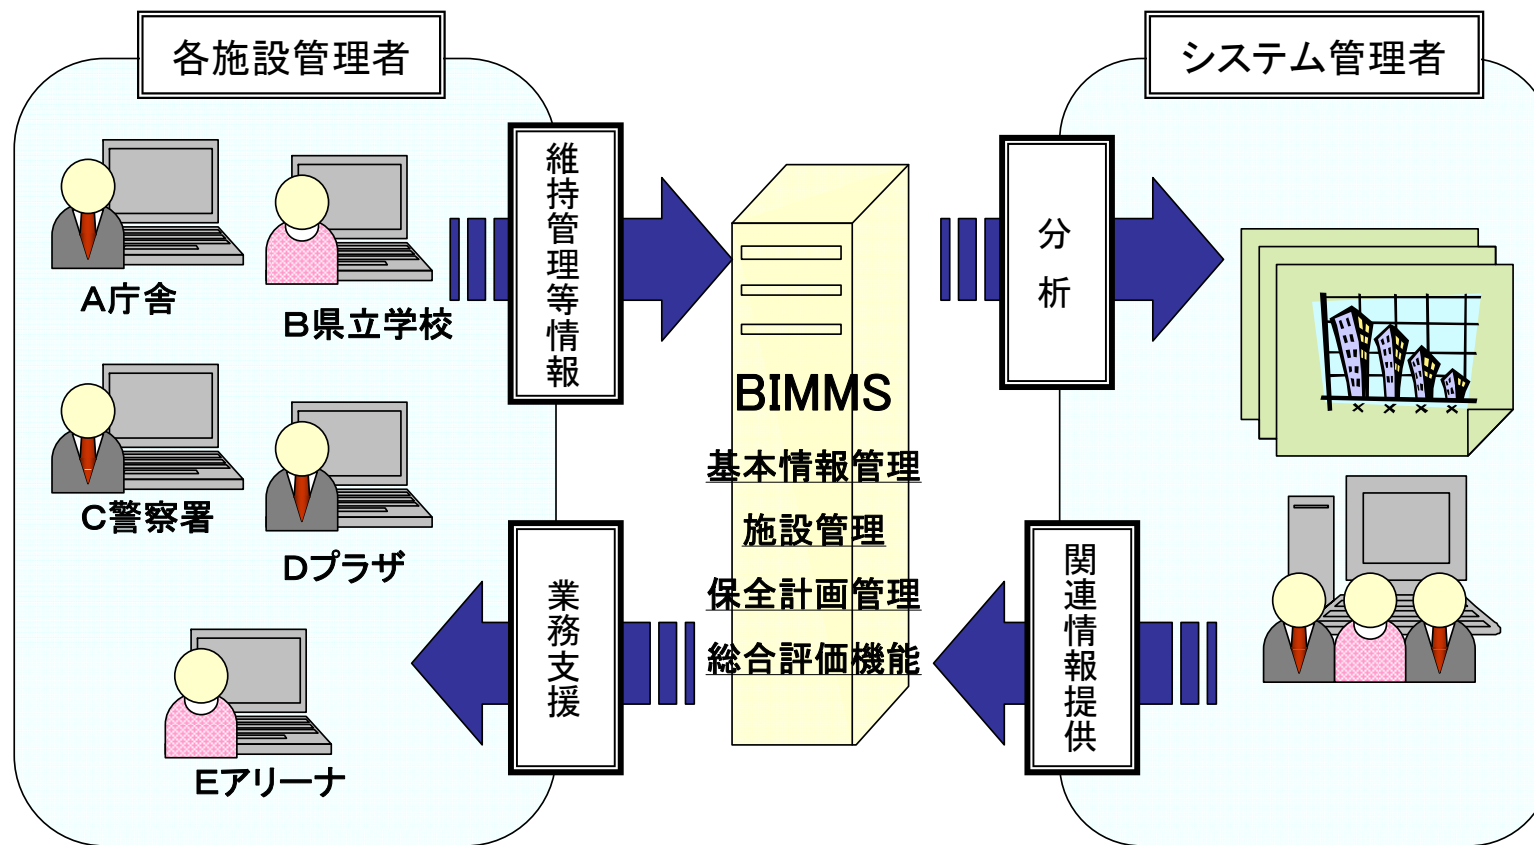 各施設管理者
システム管理者
A庁舎
B県立学校
C警察署
Dプラザ
Eアリーナ
維持管理等情報
業務支援
BIMMS
基本情報管理
施設管理
保全計画管理
総合評価機能
分析
関連情報提供